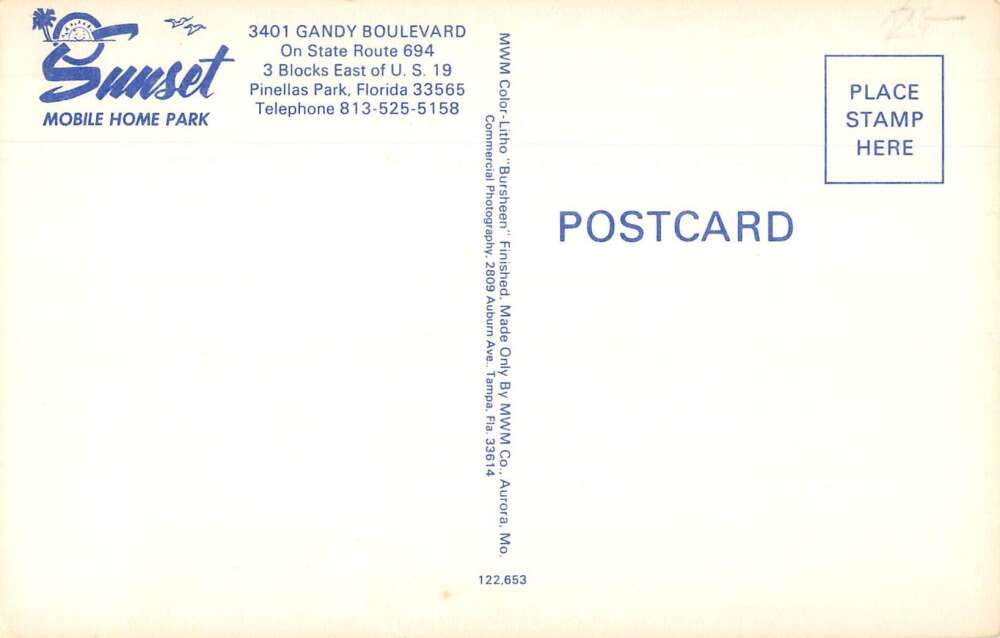 Sunset
MOBILE HOME PARK
3401 GANDY BOULEVARD
On State Route 694
3 Blocks East of U. S. 19
Pinellas Park, Florida 33565
Telephone 813-525-5158
MWM Color-Litho "Bursheen" Finished, Made Only By MWM Co., Aurora, Mo.
Commercial Photography, 2809 Auburn Ave., Tampa, Fla. 33614
122,653
PLACE
STAMP
HERE
POSTCARD